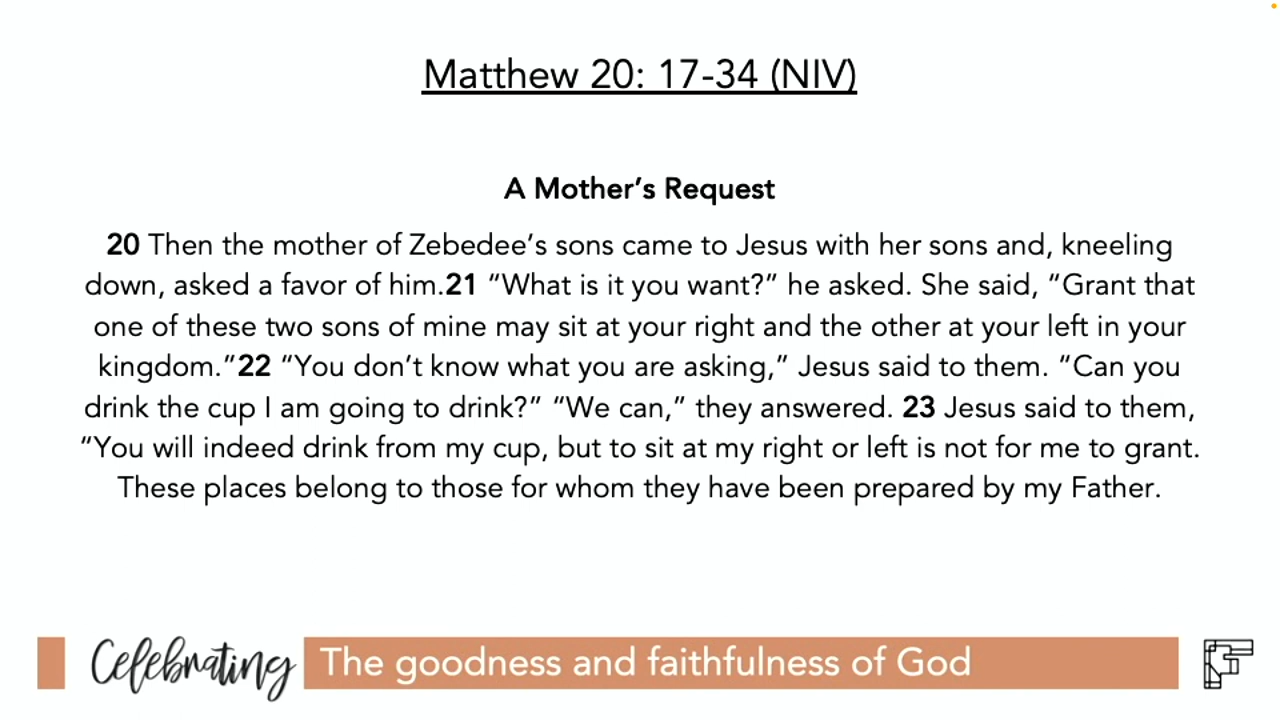 Matthew 20: 17-34 (NIV)
A Mother’s Request
20 Then the mother of Zebedee’s sons came to Jesus with her sons and, kneeling
down, asked a favor of him.21 “What is it you want?” he asked. She said, “Grant that
one of these two sons of mine may sit at your right and the other at your left in your
kingdom.”22 “You don’t know what you are asking,” Jesus said to them. “Can you
drink the cup I am going to drink?” “We can,” they answered. 23 Jesus said to them,
“You will indeed drink from my cup, but to sit at my right or left is not for me to grant.
These places belong to those for whom they have been prepared by my Father.
Celebrating The goodness and faithfulness of God